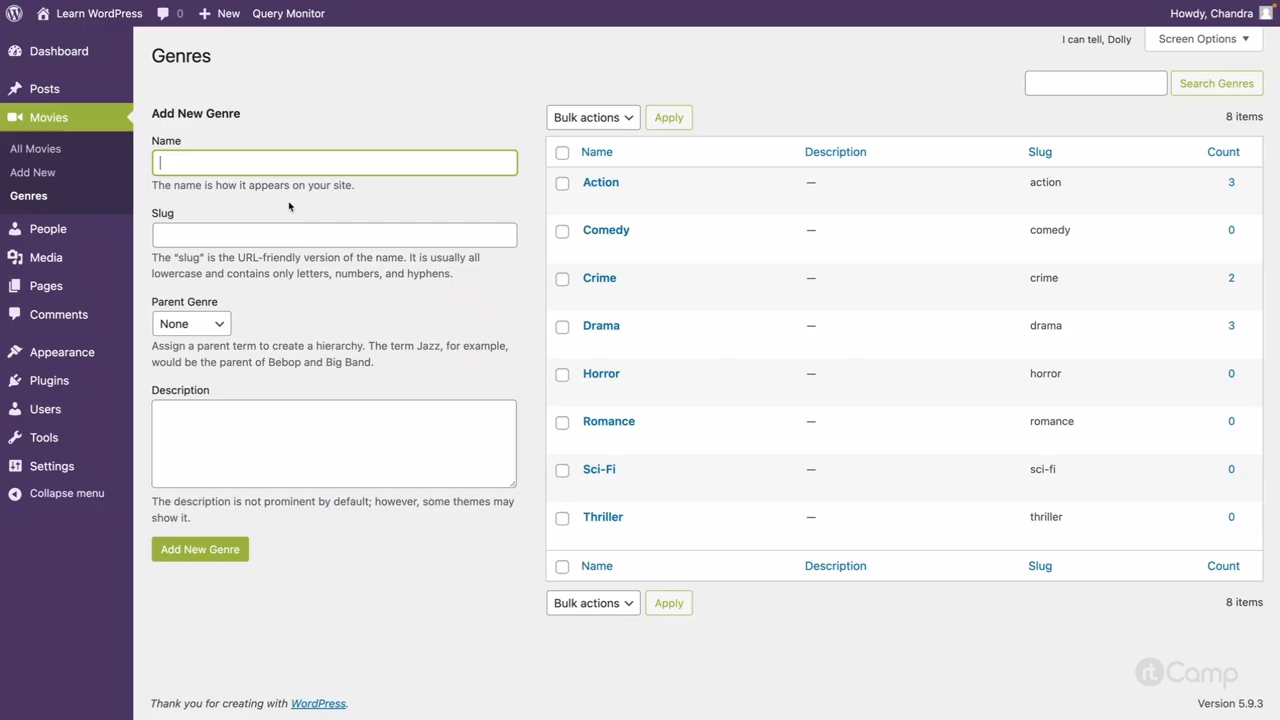 Learn WordPress 0 New Query Monitor Howdy, Chandra
Dashboard
Posts
Movies
All Movies
Add New
Genres
People
Media
Pages
Comments
Appearance
Plugins
Users
Tools
Settings
Collapse menu
I can tell, Dolly Screen Options
Genres
Search Genres
Add New Genre
Name
The name is how it appears on your site.
Slug
The “slug” is the URL-friendly version of the name. It is usually all
lowercase and contains only letters, numbers, and hyphens.
Parent Genre
None
Assign a parent term to create a hierarchy. The term Jazz, for example,
would be the parent of Bebop and Big Band.
Description
The description is not prominent by default; however, some themes may
show it.
Add New Genre
Bulk actions Apply 8 items
Name Description Slug Count
Action — action 3
Comedy — comedy 0
Crime — crime 2
Drama — drama 3
Horror — horror 0
Romance — romance 0
Sci-Fi — sci-fi 0
Thriller — thriller 0
Name Description Slug Count
Bulk actions Apply 8 items
rtCamp
Thank you for creating with WordPress. Version 5.9.3